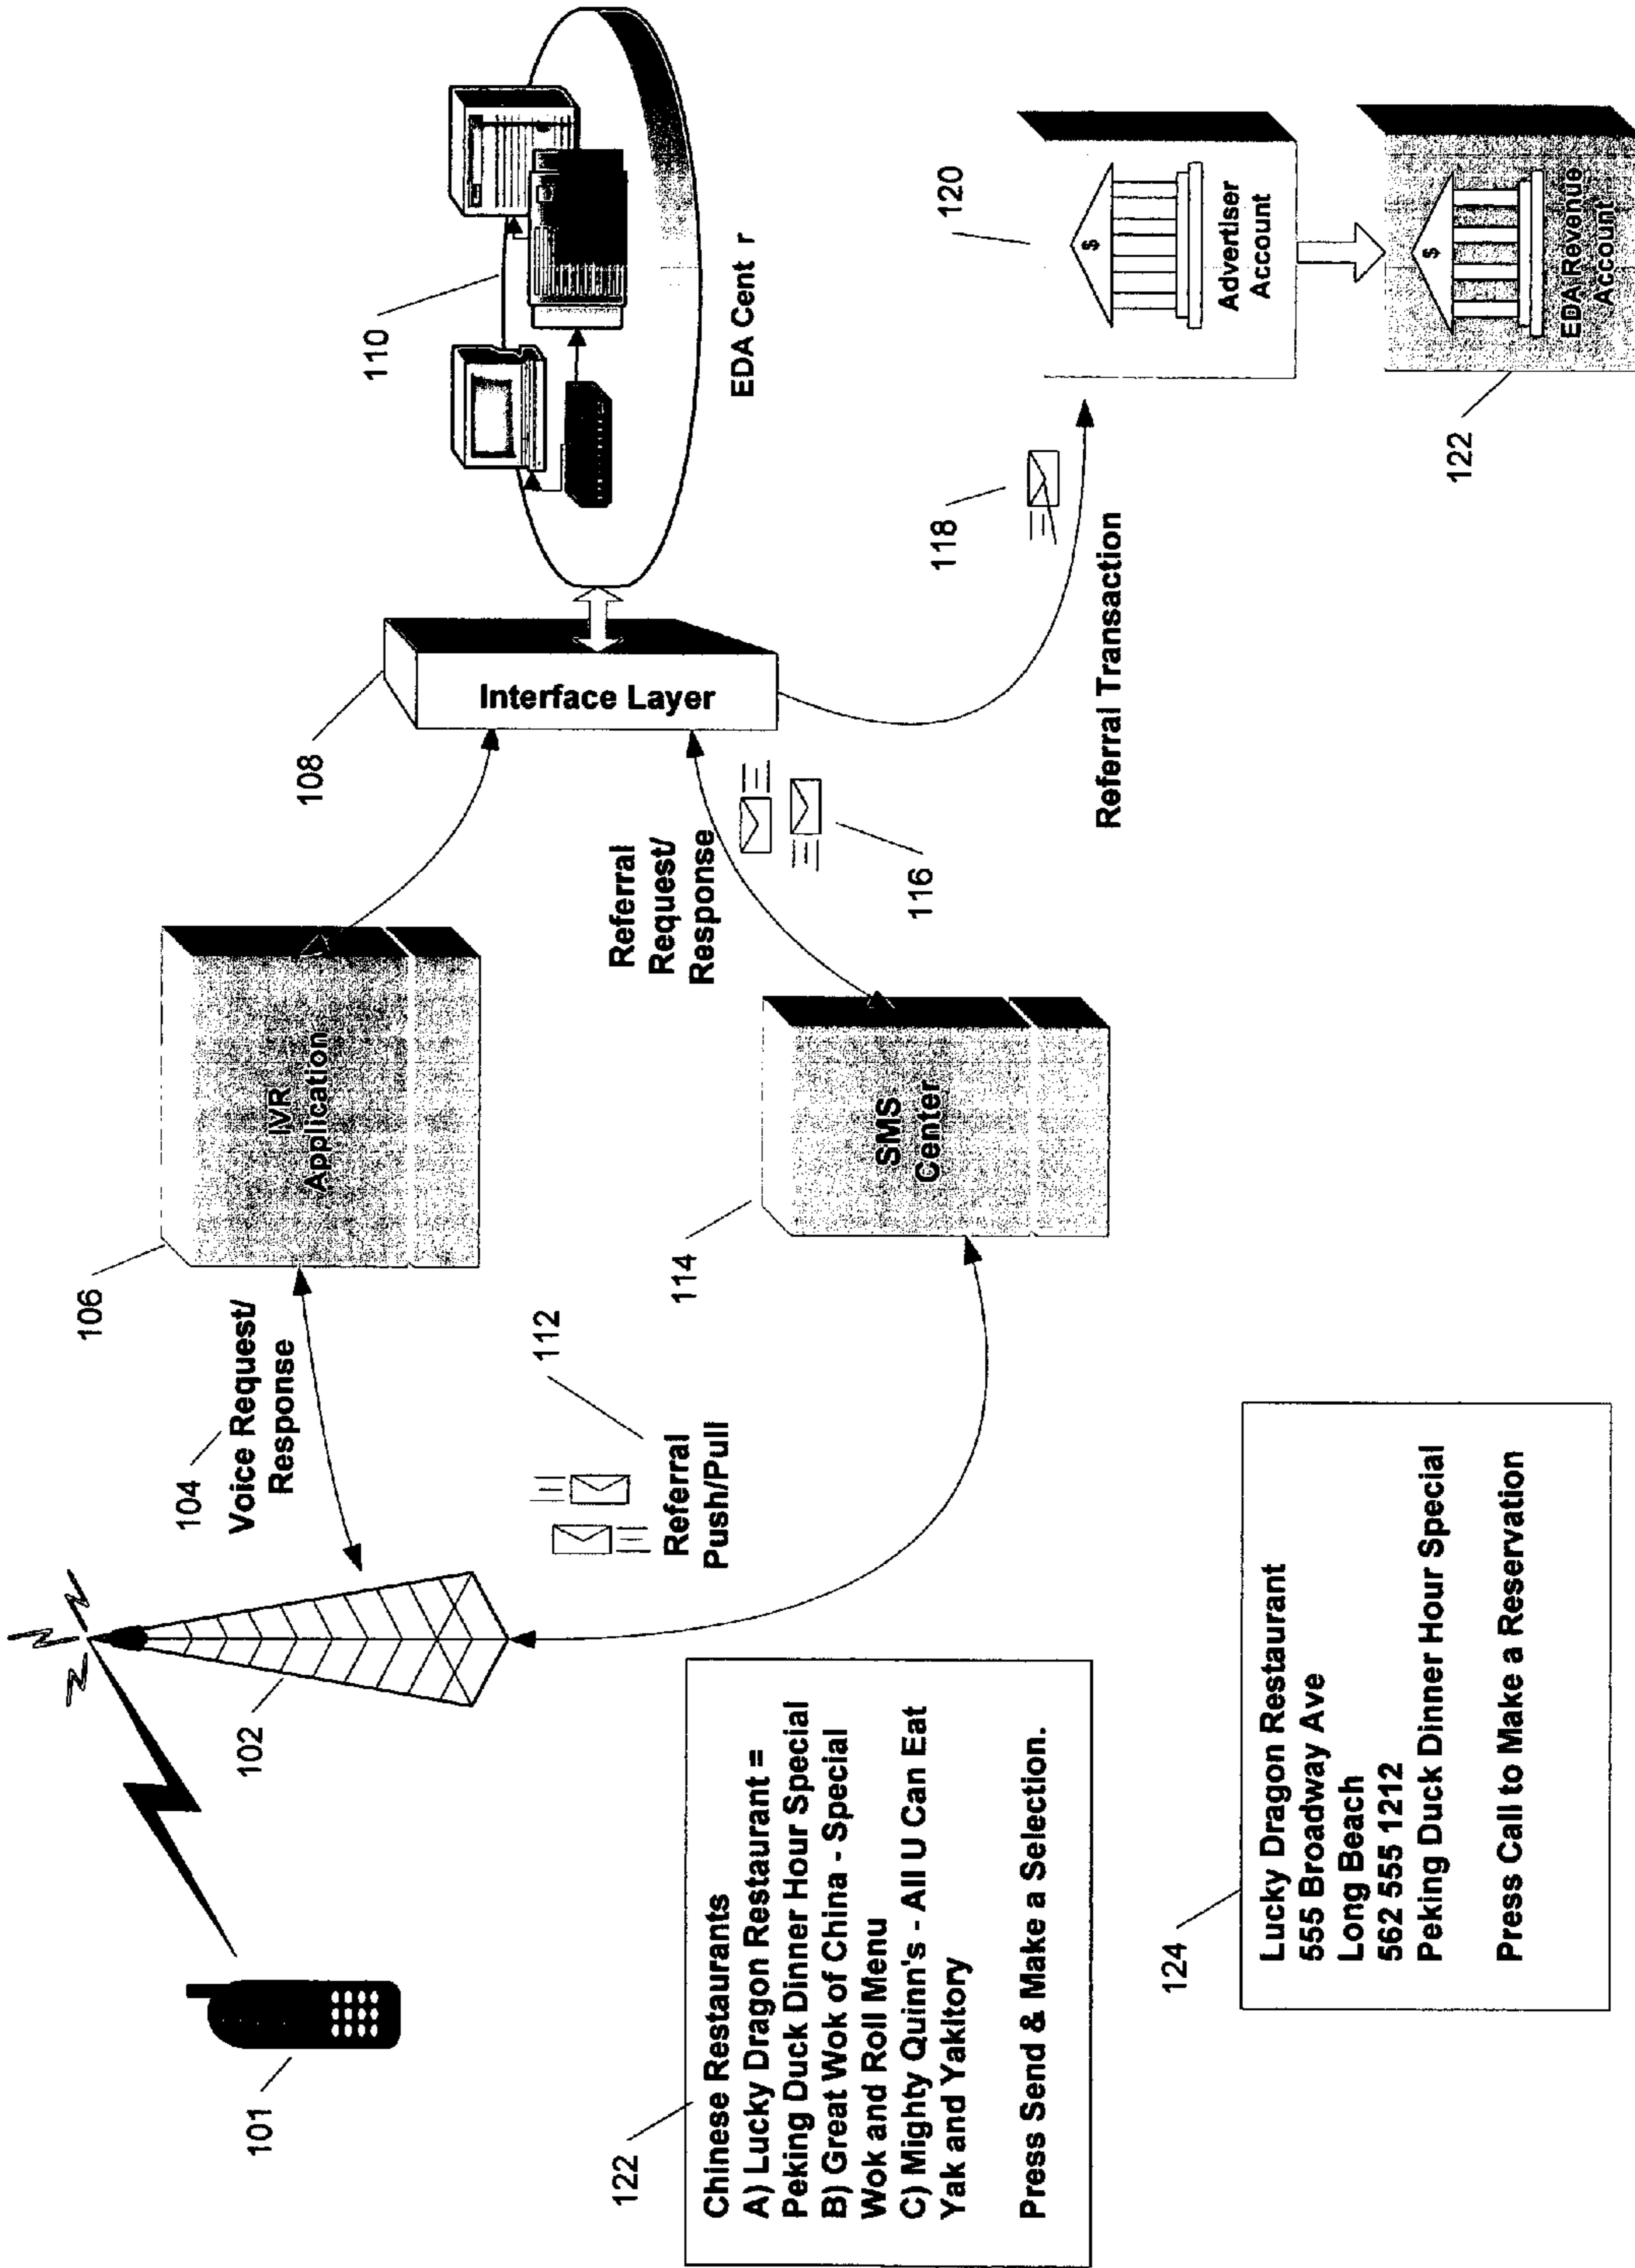 101
102
104
Voice Request/
Response
106
IVR
Application
108
Interface Layer
110
EDA Cent r
112
Referral
Push/Pull
114
SMS
Center
Referral
Request/
Response
116
118
Referral Transaction
120
$
Advertiser
Account
$
EDA Revenue
Account
122
122
Chinese Restaurants
A) Lucky Dragon Restaurant =
Peking Duck Dinner Hour Special
B) Great Wok of China - Special
Wok and Roll Menu
C) Mighty Quinn's - All U Can Eat
Yak and Yakitory
Press Send & Make a Selection.
124
Lucky Dragon Restaurant
555 Broadway Ave
Long Beach
562 555 1212
Peking Duck Dinner Hour Special
Press Call to Make a Reservation